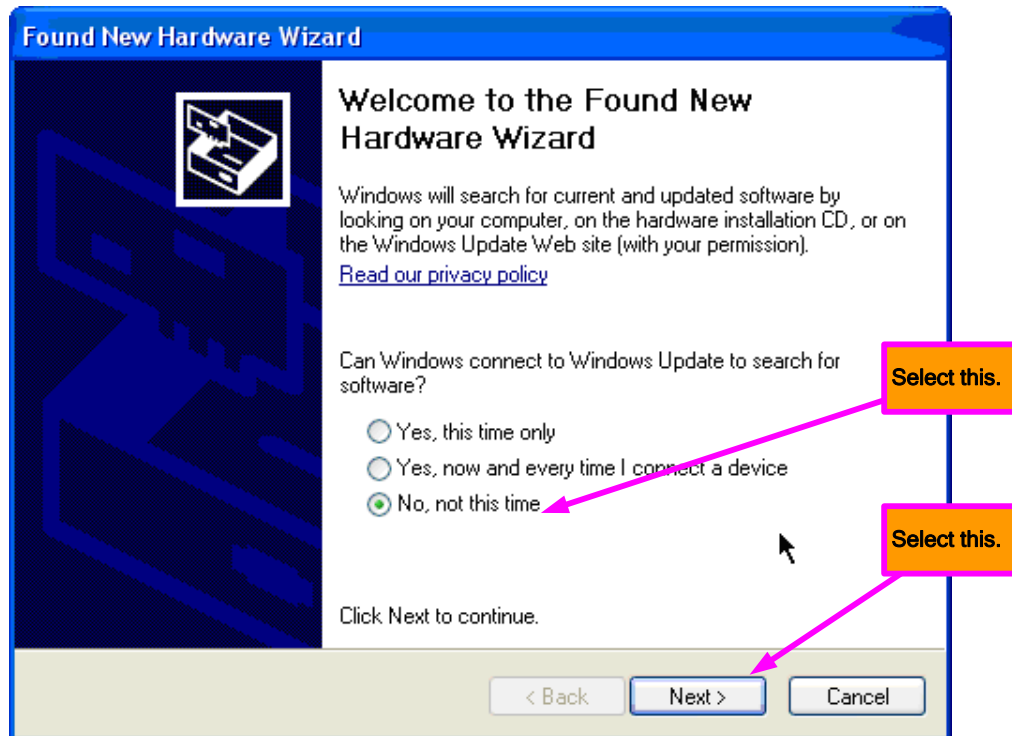 Found New Hardware Wizard
Welcome to the Found New
Hardware Wizard
Windows will search for current and updated software by
looking on your computer, on the hardware installation CD, or on
the Windows Update Web site (with your permission).
Read our privacy policy
Can Windows connect to Windows Update to search for
software?
Select this.
Yes, this time only
Yes, now and every time I connect a device
No, not this time
Select this.
Click Next to continue.
< Back Next > Cancel